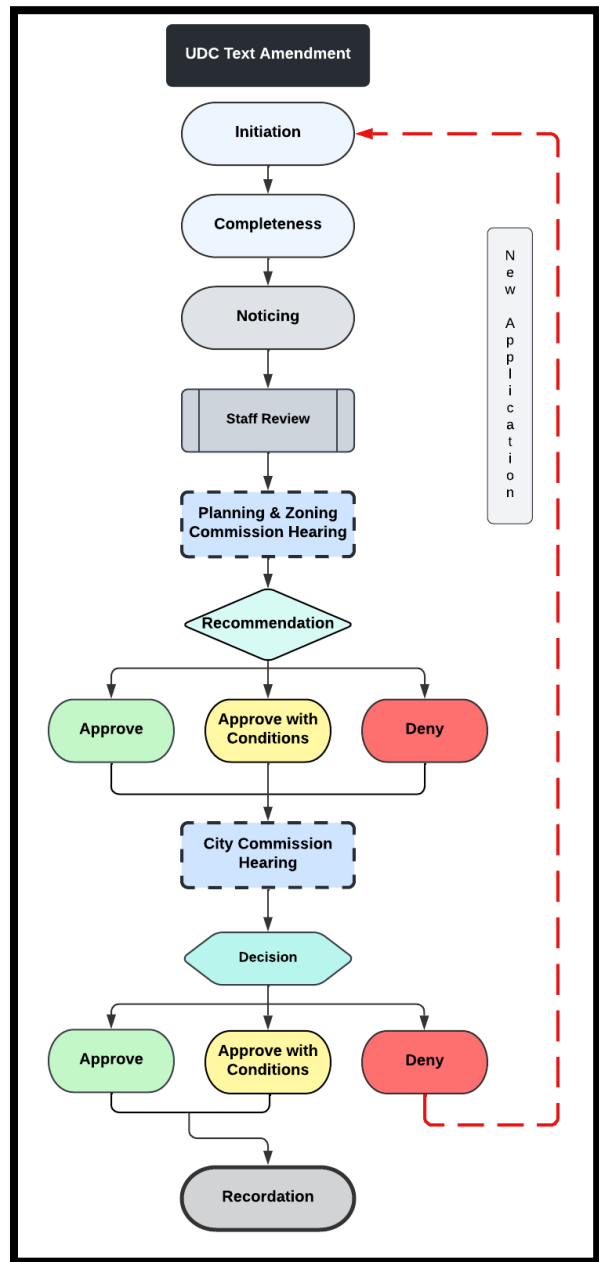 UDC Text Amendment
Initiation
Completeness
New Application
Noticing
Staff Review
Planning & Zoning
Commission Hearing
Recommendation
Approve
Approve with
Conditions
Deny
City Commission
Hearing
Decision
Approve
Approve with
Conditions
Deny
Recordation